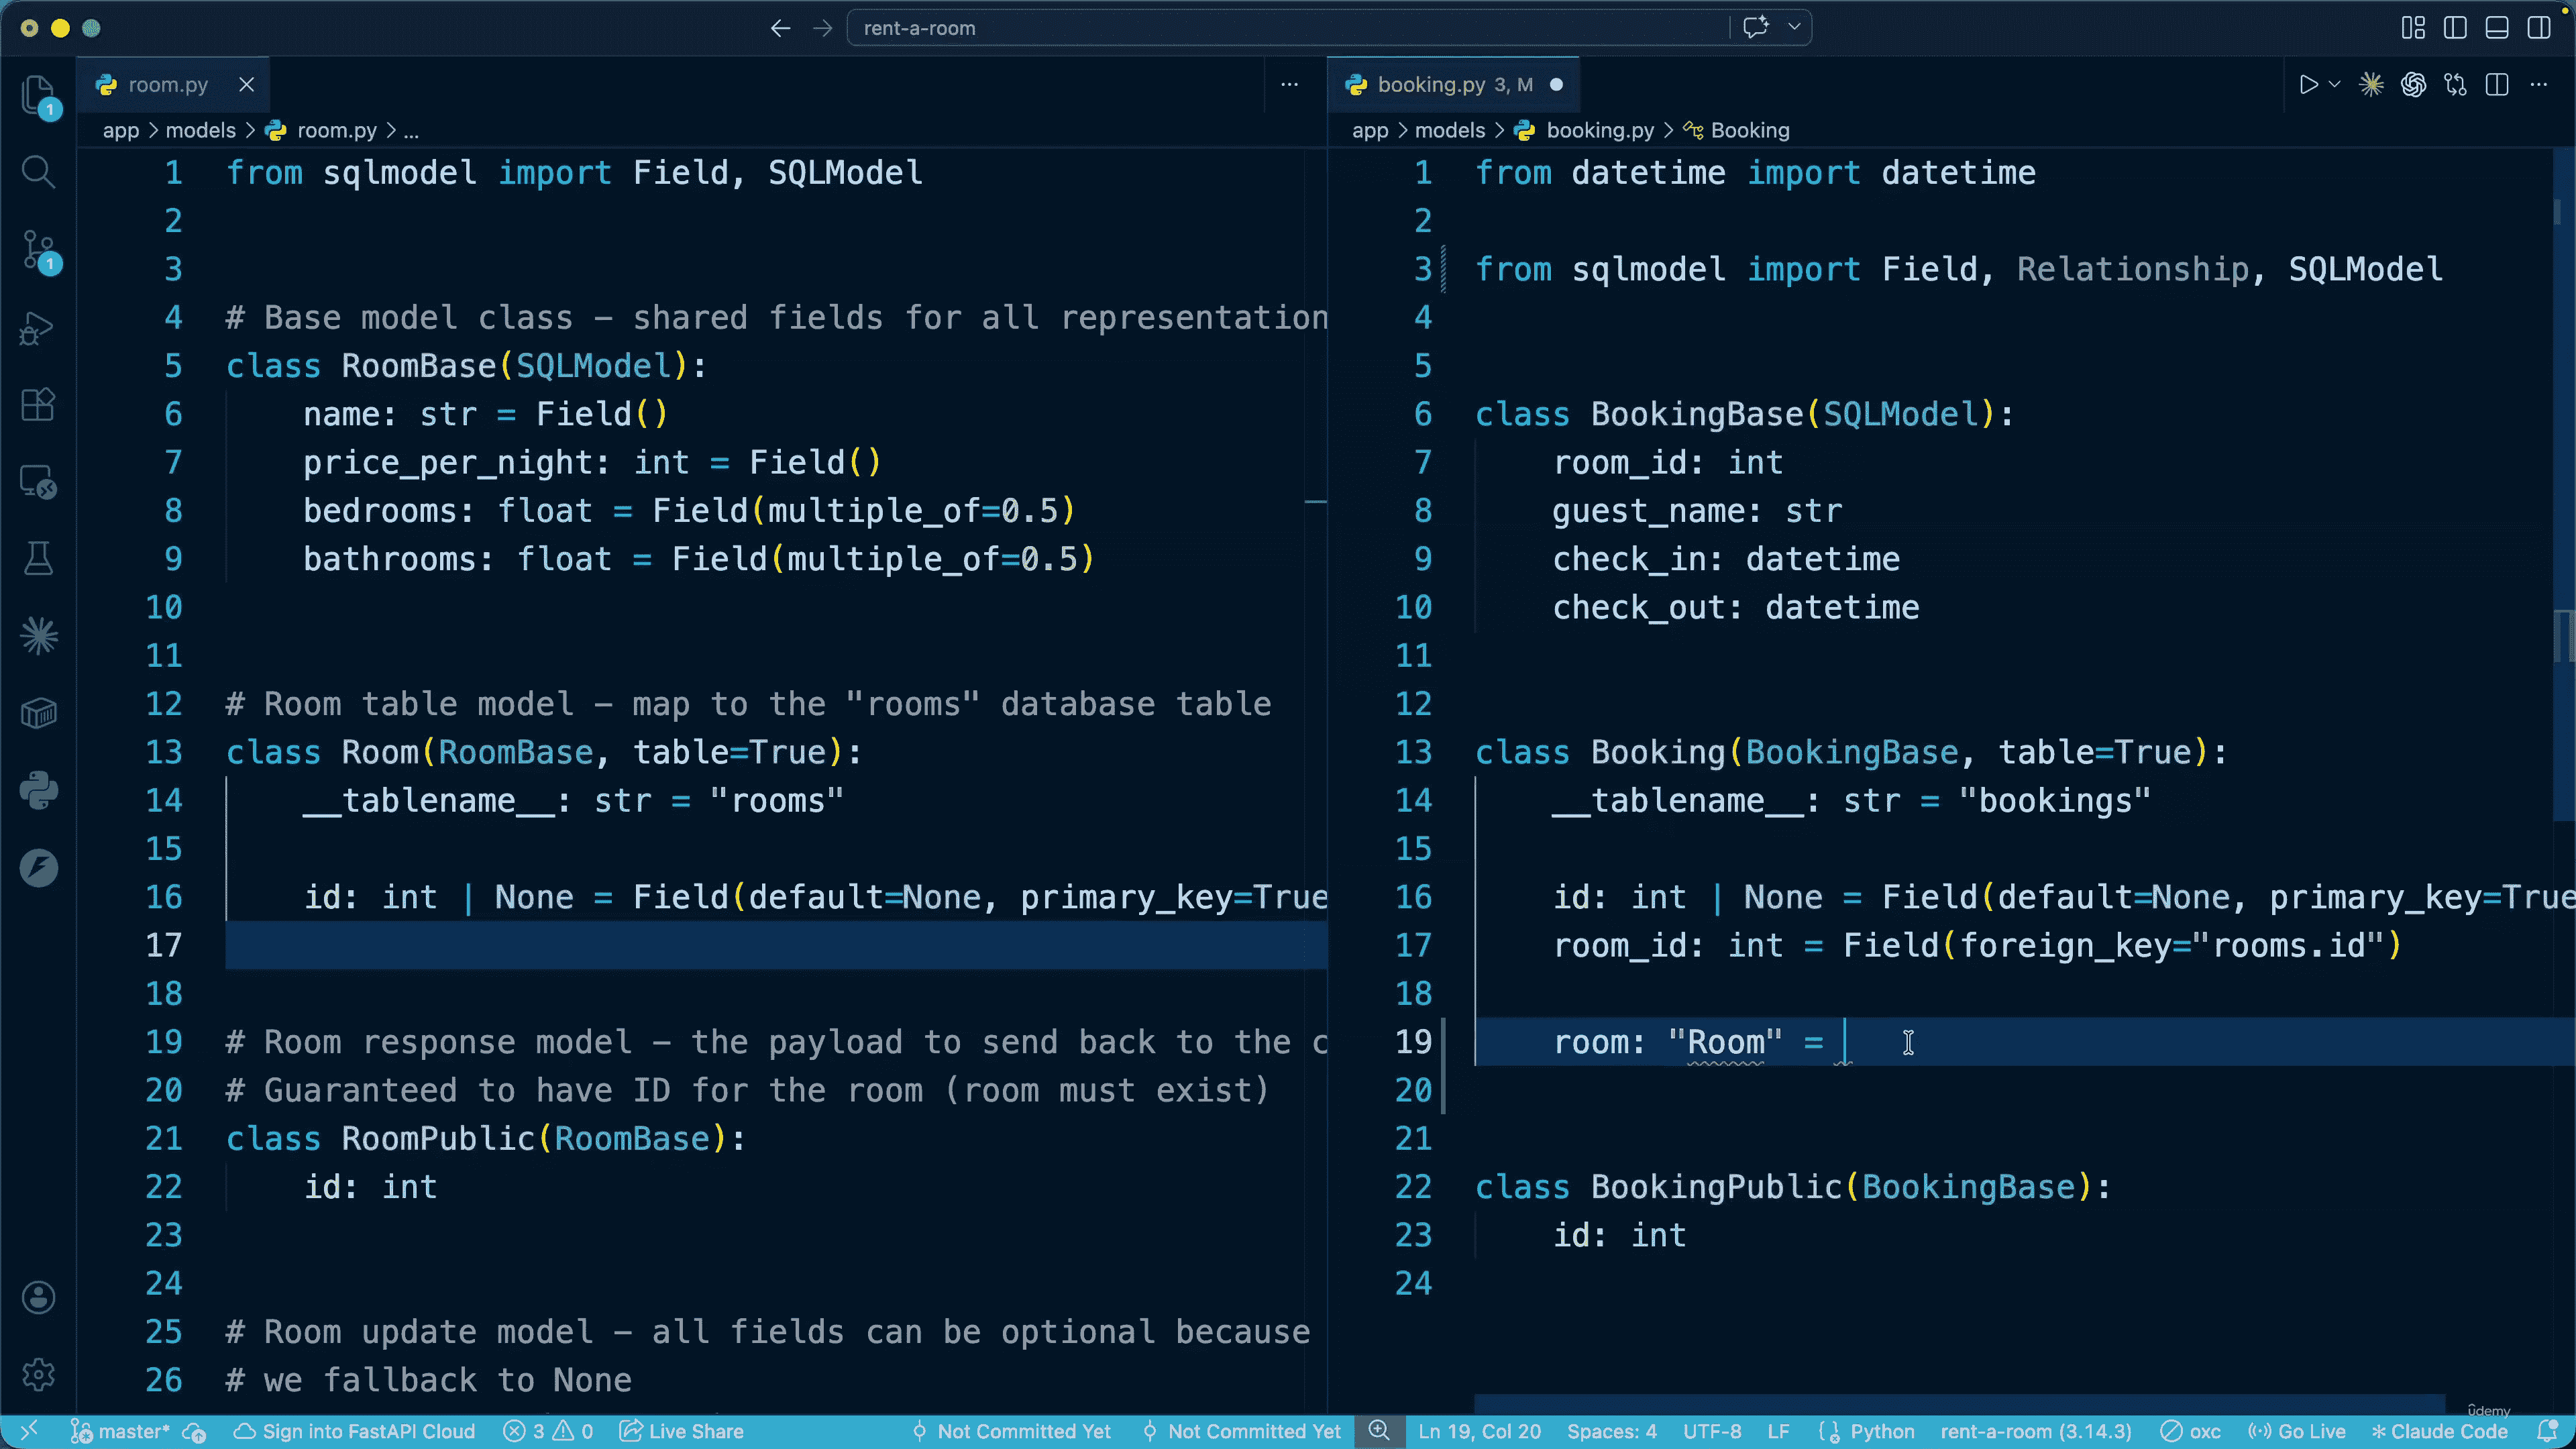 rent-a-room
room.py
booking.py 3, M
app > models > room.py > ...
app > models > booking.py > Booking
1 from sqlmodel import Field, SQLModel
2
3
4 # Base model class – shared fields for all representation
5 class RoomBase(SQLModel):
6 name: str = Field()
7 price_per_night: int = Field()
8 bedrooms: float = Field(multiple_of=0.5)
9 bathrooms: float = Field(multiple_of=0.5)
10
11
12 # Room table model – map to the "rooms" database table
13 class Room(RoomBase, table=True):
14 __tablename__: str = "rooms"
15
16 id: int | None = Field(default=None, primary_key=True
17
18
19 # Room response model – the payload to send back to the c
20 # Guaranteed to have ID for the room (room must exist)
21 class RoomPublic(RoomBase):
22 id: int
23
24
25 # Room update model – all fields can be optional because
26 # we fallback to None
1 from datetime import datetime
2
3 from sqlmodel import Field, Relationship, SQLModel
4
5
6 class BookingBase(SQLModel):
7 room_id: int
8 guest_name: str
9 check_in: datetime
10 check_out: datetime
11
12
13 class Booking(BookingBase, table=True):
14 __tablename__: str = "bookings"
15
16 id: int | None = Field(default=None, primary_key=True
17 room_id: int = Field(foreign_key="rooms.id")
18
19 room: "Room" =
20
21
22 class BookingPublic(BookingBase):
23 id: int
24
1
1
ûdemy
master* Sign into FastAPI Cloud 3 0 Live Share Not Committed Yet Not Committed Yet Ln 19, Col 20 Spaces: 4 UTF-8 LF Python rent-a-room (3.14.3) oxc Go Live Claude Code